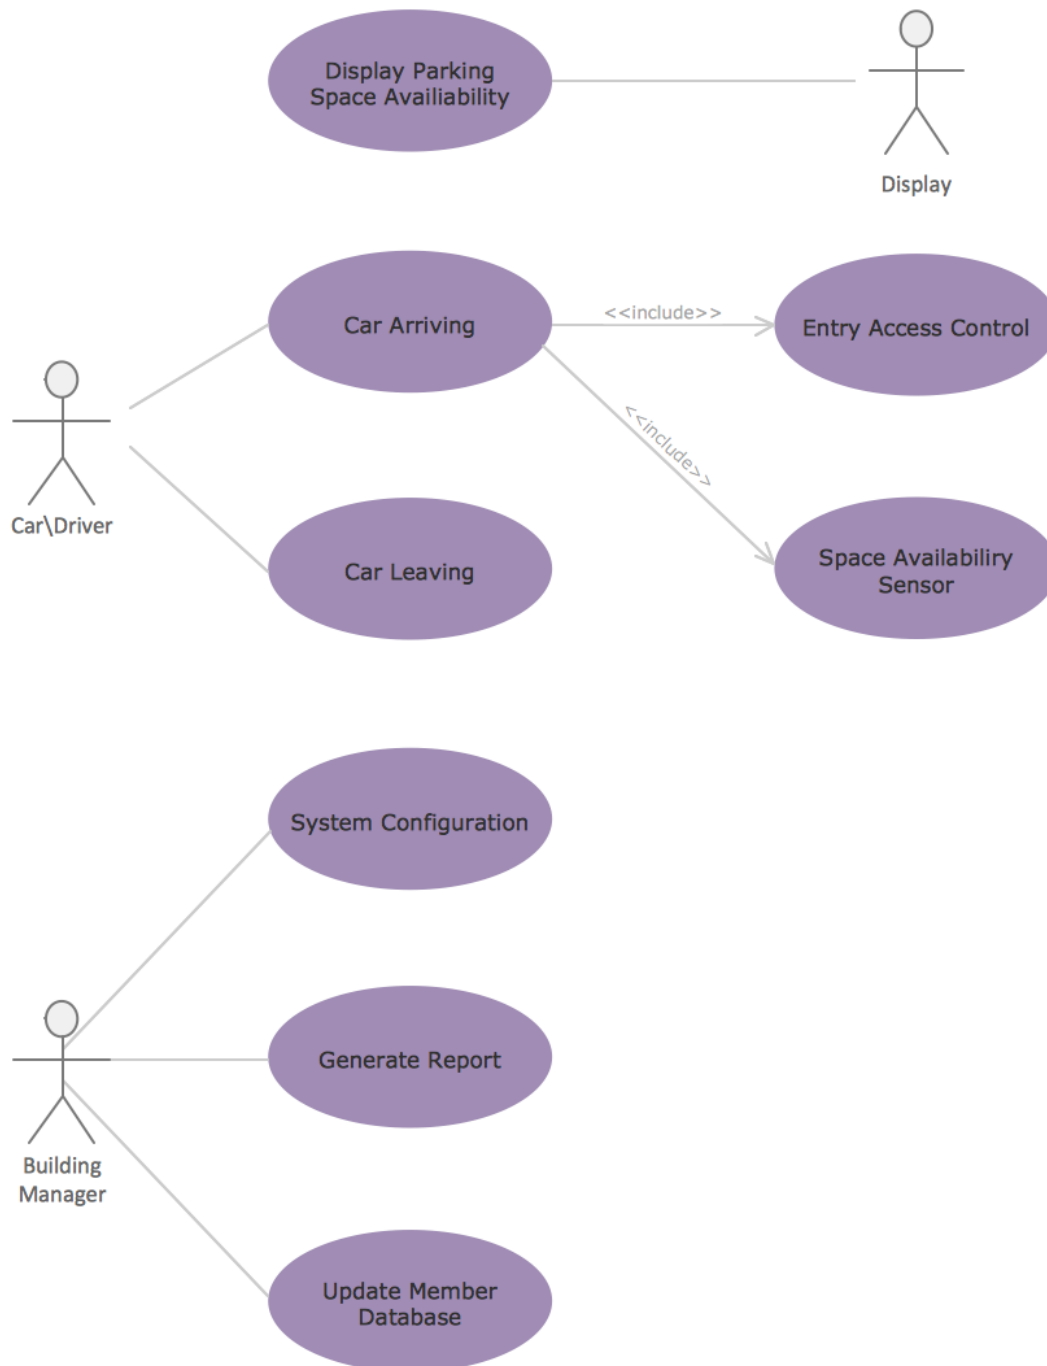 Display Parking
Space Availiability
Display
Car Arriving
<<include>>
Entry Access Control
<<include>>
Car\Driver
Car Leaving
Space Availabiliry
Sensor
System Configuration
Generate Report
Building
Manager
Update Member
Database